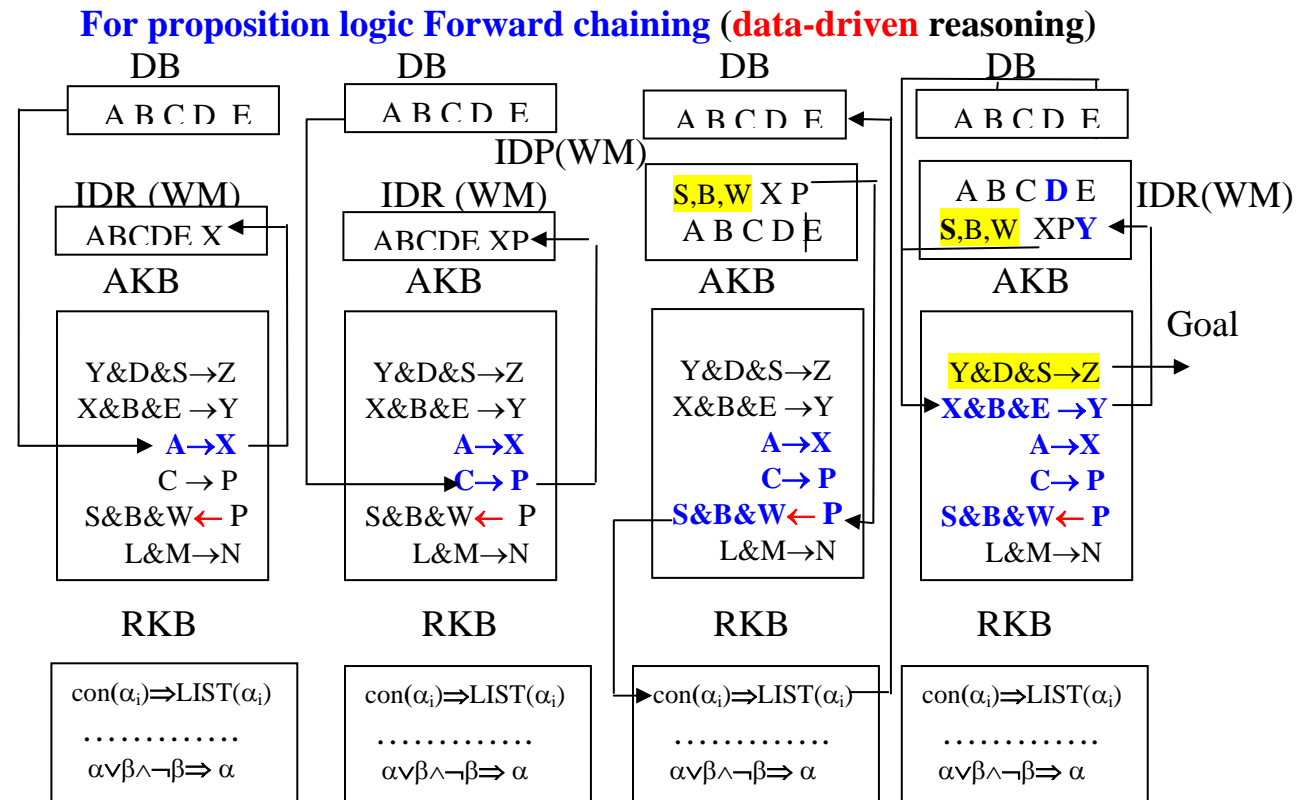 For proposition logic Forward chaining (data-driven reasoning)
DB
A B C D E
IDR (WM)
ABCDE X
AKB
Y&D&S→Z
X&B&E →Y
A→X
C → P
S&B&W← P
L&M→N
RKB
con(αi)⇒LIST(αi)
.............
α∨β∧¬β⇒ α
DB
A B C D E
IDR (WM)
ABCDE XP
AKB
Y&D&S→Z
X&B&E →Y
A→X
C→ P
S&B&W← P
L&M→N
RKB
con(αi)⇒LIST(αi)
.............
α∨β∧¬β⇒ α
DB
A B C D E
IDP(WM)
S,B,W X P
A B C D E
AKB
Y&D&S→Z
X&B&E →Y
A→X
C→ P
S&B&W← P
L&M→N
RKB
con(αi)⇒LIST(αi)
.............
α∨β∧¬β⇒ α
DB
A B C D E
A B C D E
S,B,W XPY
IDR(WM)
AKB
Goal
Y&D&S→Z
X&B&E →Y
A→X
C→ P
S&B&W← P
L&M→N
RKB
con(αi)⇒LIST(αi)
.............
α∨β∧¬β⇒ α